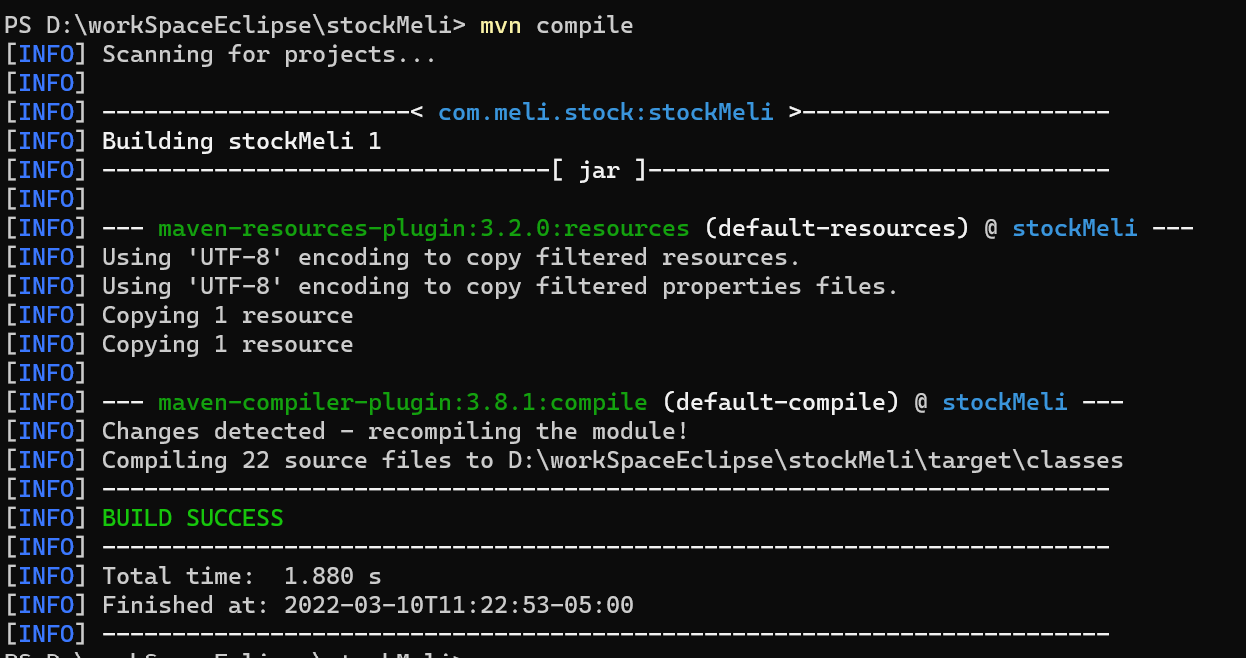 PS D:\workSpaceEclipse\stockMeli> mvn compile
[INFO] Scanning for projects...
[INFO]
[INFO] ----------------------< com.meli.stock:stockMeli >----------------------
[INFO] Building stockMeli 1
[INFO] --------------------------------[ jar ]---------------------------------
[INFO]
[INFO] --- maven-resources-plugin:3.2.0:resources (default-resources) @ stockMeli ---
[INFO] Using 'UTF-8' encoding to copy filtered resources.
[INFO] Using 'UTF-8' encoding to copy filtered properties files.
[INFO] Copying 1 resource
[INFO] Copying 1 resource
[INFO]
[INFO] --- maven-compiler-plugin:3.8.1:compile (default-compile) @ stockMeli ---
[INFO] Changes detected - recompiling the module!
[INFO] Compiling 22 source files to D:\workSpaceEclipse\stockMeli\target\classes
[INFO] ------------------------------------------------------------------------
[INFO] BUILD SUCCESS
[INFO] ------------------------------------------------------------------------
[INFO] Total time:  1.880 s
[INFO] Finished at: 2022-03-10T11:22:53-05:00
[INFO] ------------------------------------------------------------------------
PS D:\workSpaceEclipse\stockMeli>